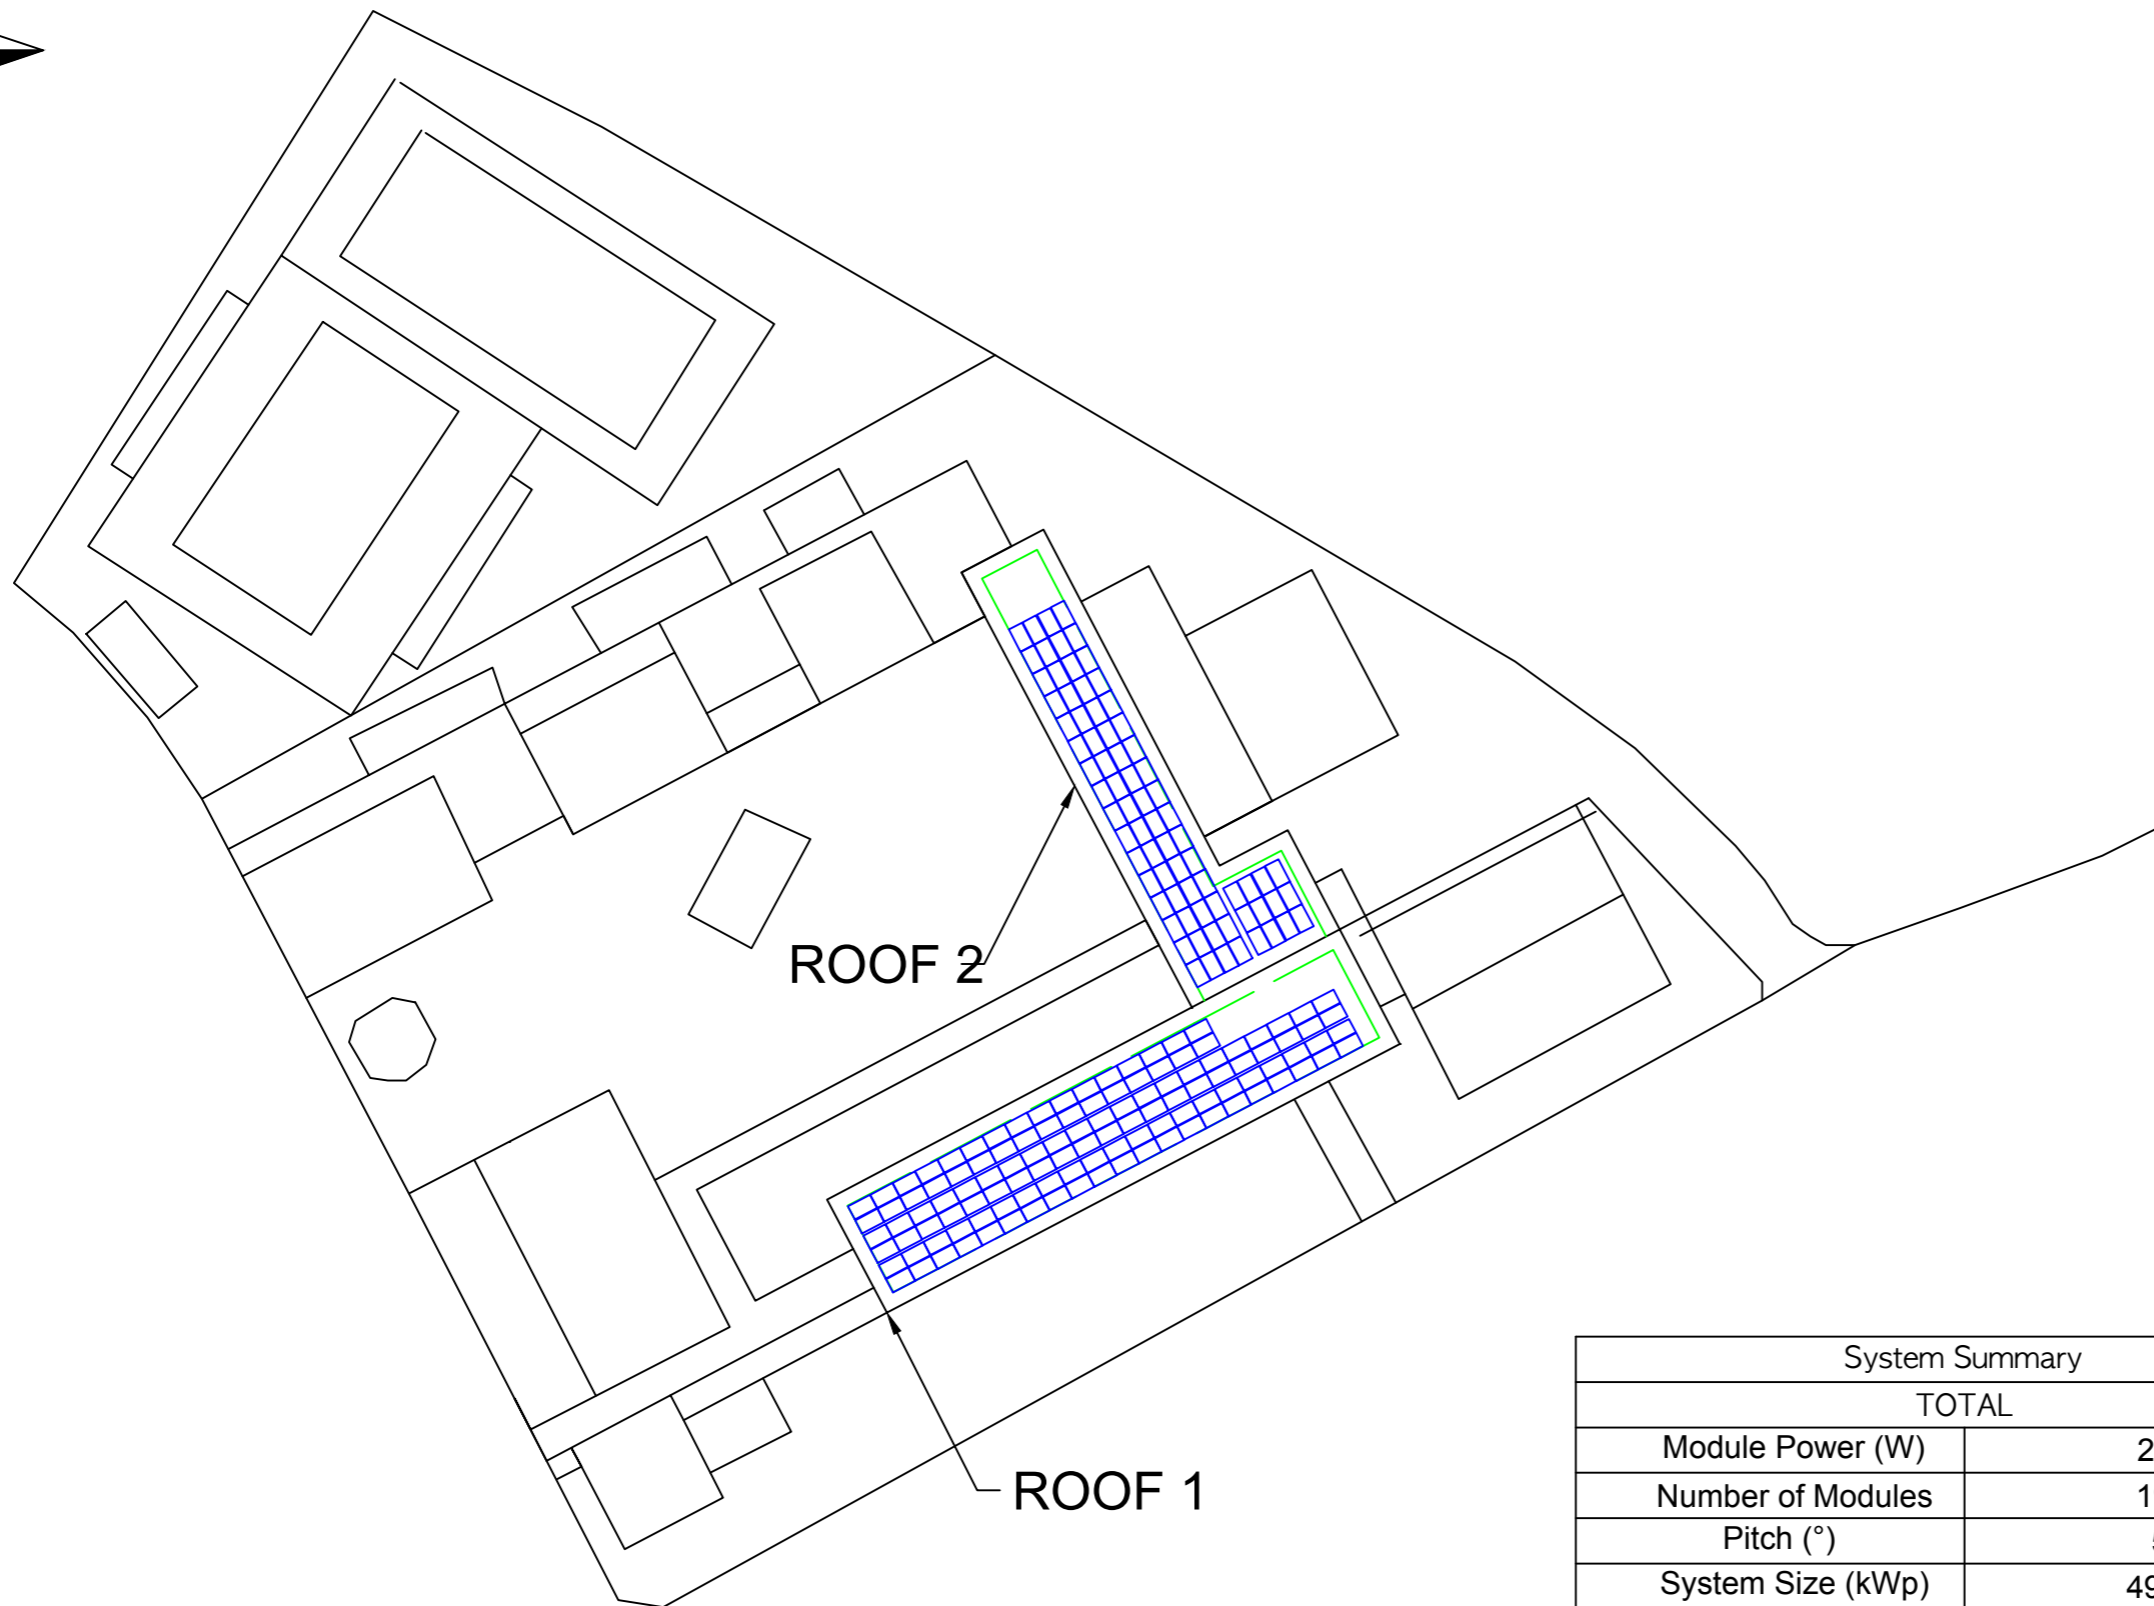 ROOF 2
ROOF 1
System Summary
TOTAL
Module Power (W)
Number of Modules
Pitch (°)
System Size (kWp)